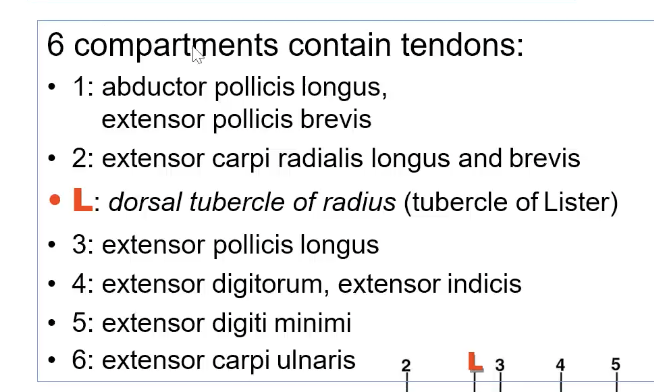 6 compartments contain tendons:
• 1: abductor pollicis longus,
extensor pollicis brevis
• 2: extensor carpi radialis longus and brevis
• L: dorsal tubercle of radius (tubercle of Lister)
• 3: extensor pollicis longus
• 4: extensor digitorum, extensor indicis
• 5: extensor digiti minimi
• 6: extensor carpi ulnaris
2 L 3 4 5